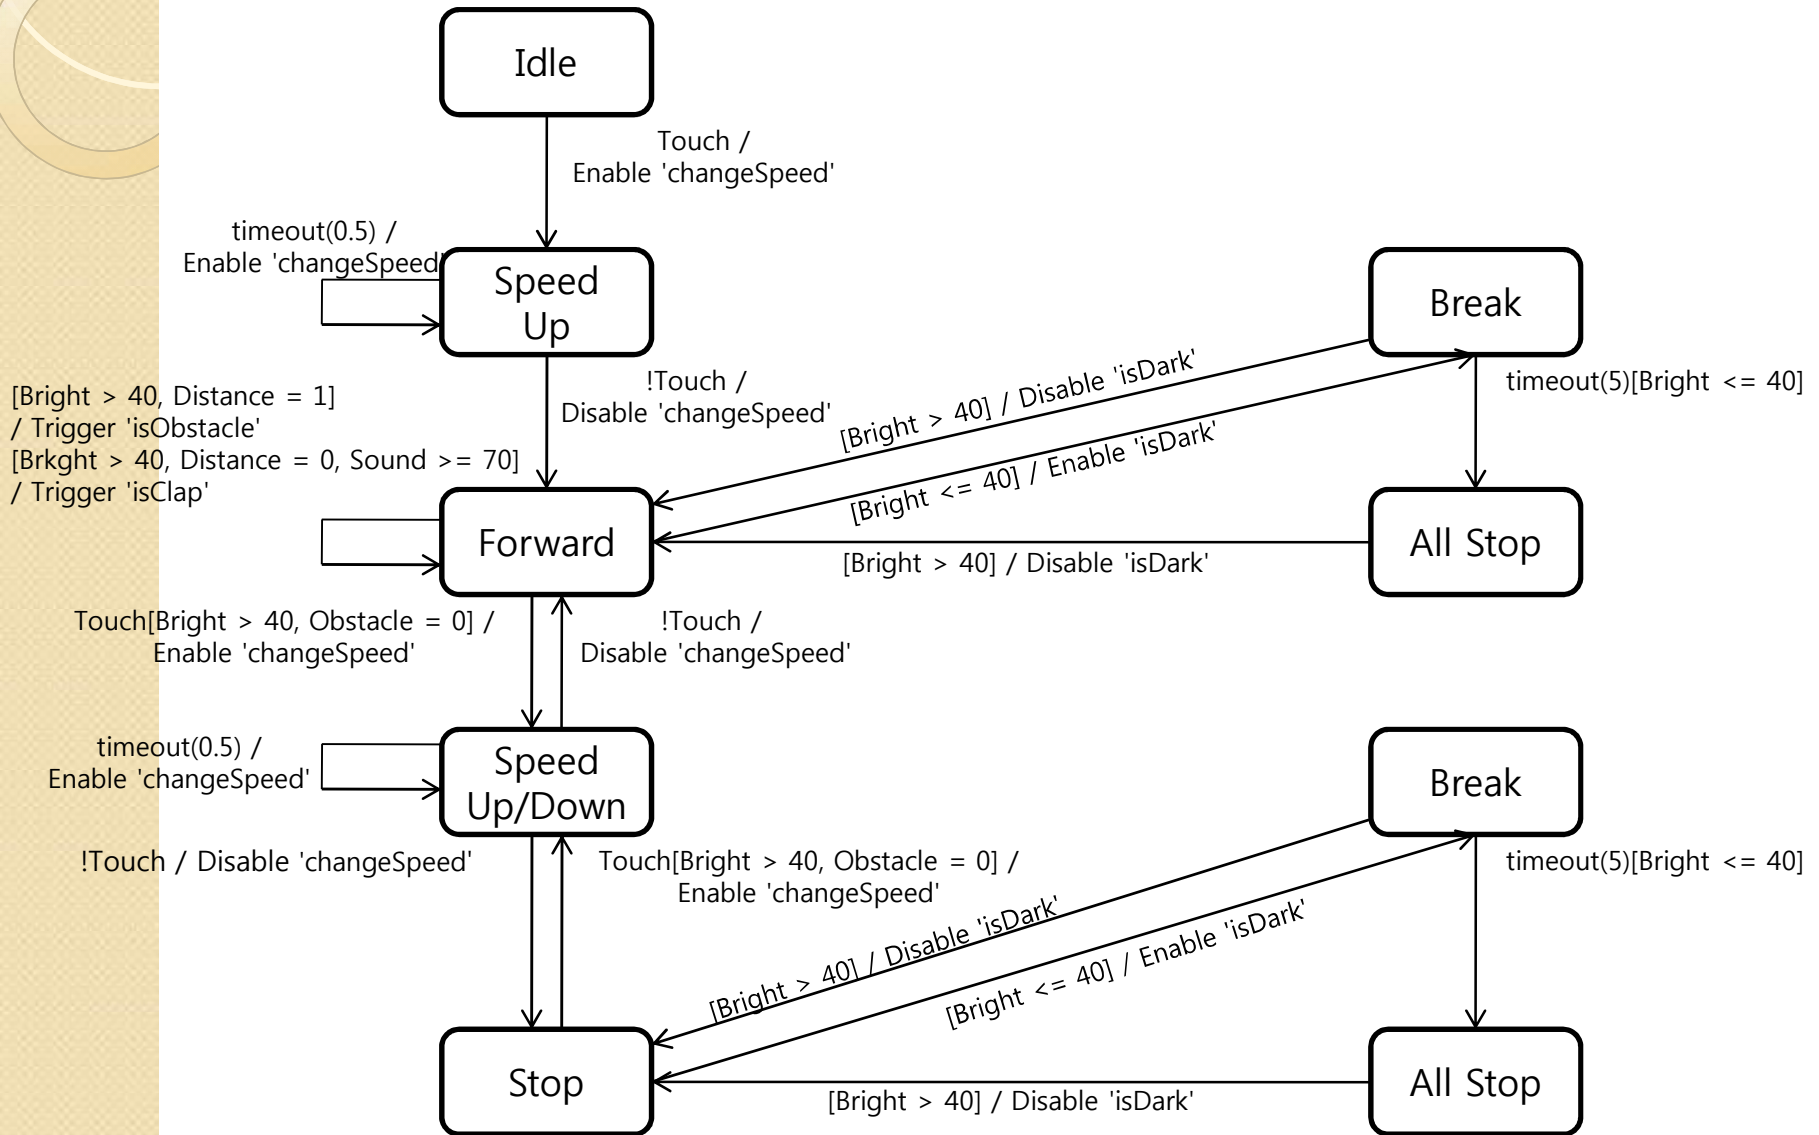 Idle
Touch /
Enable 'changeSpeed'
timeout(0.5) /
Enable 'changeSpeed'
Speed
Up
Break
[Bright > 40, Distance = 1]
/ Trigger 'isObstacle'
[Brkght > 40, Distance = 0, Sound >= 70]
/ Trigger 'isClap'
!Touch /
Disable 'changeSpeed'
[Bright > 40] / Disable 'isDark'
[Bright <= 40] / Enable 'isDark'
timeout(5)[Bright <= 40]
Forward
All Stop
[Bright > 40] / Disable 'isDark'
Touch[Bright > 40, Obstacle = 0] /
Enable 'changeSpeed'
!Touch /
Disable 'changeSpeed'
timeout(0.5) /
Enable 'changeSpeed'
Speed
Up/Down
Break
!Touch / Disable 'changeSpeed'
Touch[Bright > 40, Obstacle = 0] /
Enable 'changeSpeed'
timeout(5)[Bright <= 40]
[Bright > 40] / Disable 'isDark'
[Bright <= 40] / Enable 'isDark'
Stop
All Stop
[Bright > 40] / Disable 'isDark'